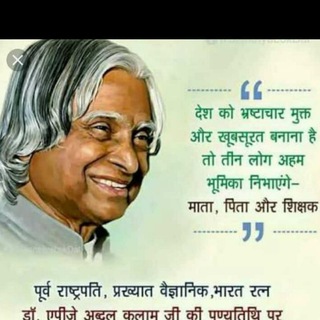 देश को भ्रष्टाचार मुक्त
और खूबसूरत बनाना है
तो तीन लोग अहम
भूमिका निभाएंगे–
माता, पिता और शिक्षक
पूर्व राष्ट्रपति, प्रख्यात वैज्ञानिक,भारत रत्न
डॉ. एपीजे अब्दुल कलाम जी की पुण्यतिथि पर